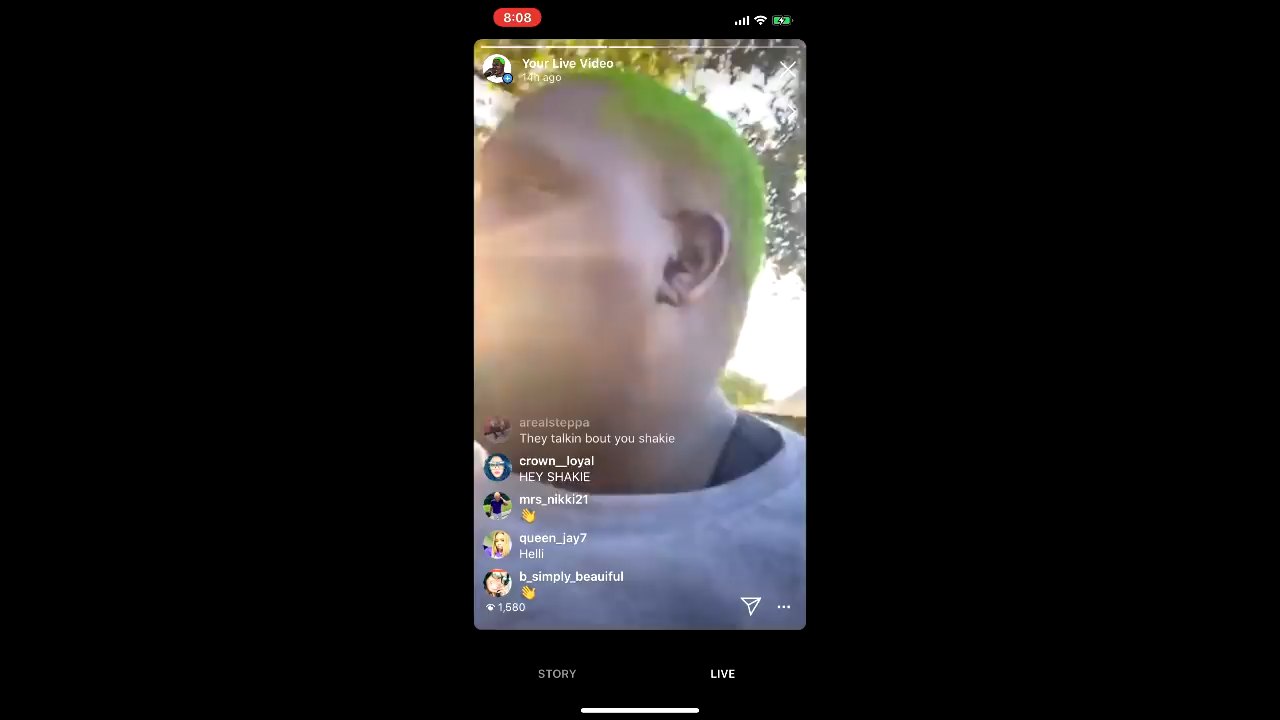 8:08
Your Live Video
14h ago
arealsteppa
They talkin bout you shakie
crown__loyal
HEY SHAKIE
mrs_nikki21
queen_jay7
Helli
b_simply_beauiful
1,580
STORY
LIVE